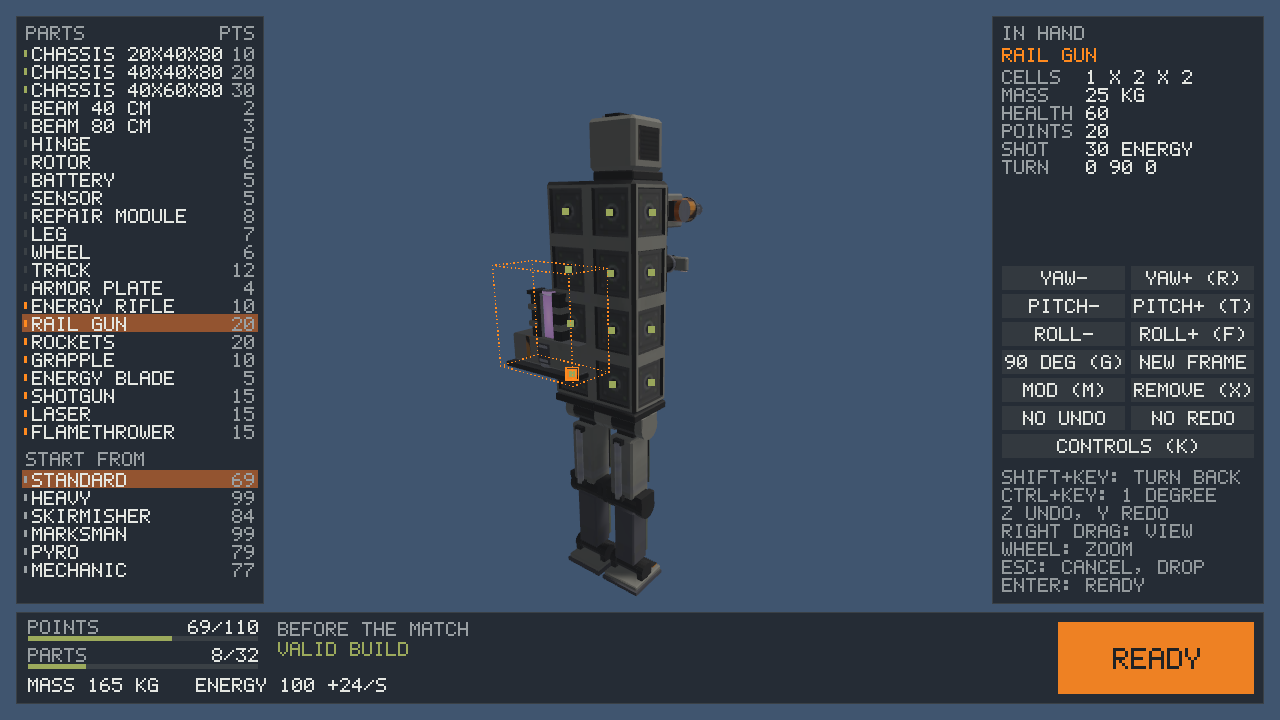 PARTS PTS
CHASSIS 20X40X80 10
CHASSIS 40X40X80 20
CHASSIS 40X60X80 30
BEAM 40 CM 2
BEAM 80 CM 3
HINGE 5
ROTOR 6
BATTERY 5
SENSOR 5
REPAIR MODULE 8
LEG 7
WHEEL 6
TRACK 12
ARMOR PLATE 4
ENERGY RIFLE 10
RAIL GUN 20
ROCKETS 20
GRAPPLE 10
ENERGY BLADE 5
SHOTGUN 15
LASER 15
FLAMETHROWER 15
START FROM
STANDARD 69
HEAVY 99
SKIRMISHER 84
MARKSMAN 99
PYRO 79
MECHANIC 77
IN HAND
RAIL GUN
CELLS 1 X 2 X 2
MASS 25 KG
HEALTH 60
POINTS 20
SHOT 30 ENERGY
TURN 0 90 0
YAW- YAW+ (R)
PITCH- PITCH+ (T)
ROLL- ROLL+ (F)
90 DEG (G) NEW FRAME
MOD (M) REMOVE (X)
NO UNDO NO REDO
CONTROLS (K)
SHIFT+KEY: TURN BACK
CTRL+KEY: 1 DEGREE
Z UNDO, Y REDO
RIGHT DRAG: VIEW
WHEEL: ZOOM
ESC: CANCEL, DROP
ENTER: READY
POINTS 69/110
PARTS 8/32
MASS 165 KG ENERGY 100 +24/S
BEFORE THE MATCH
VALID BUILD
READY